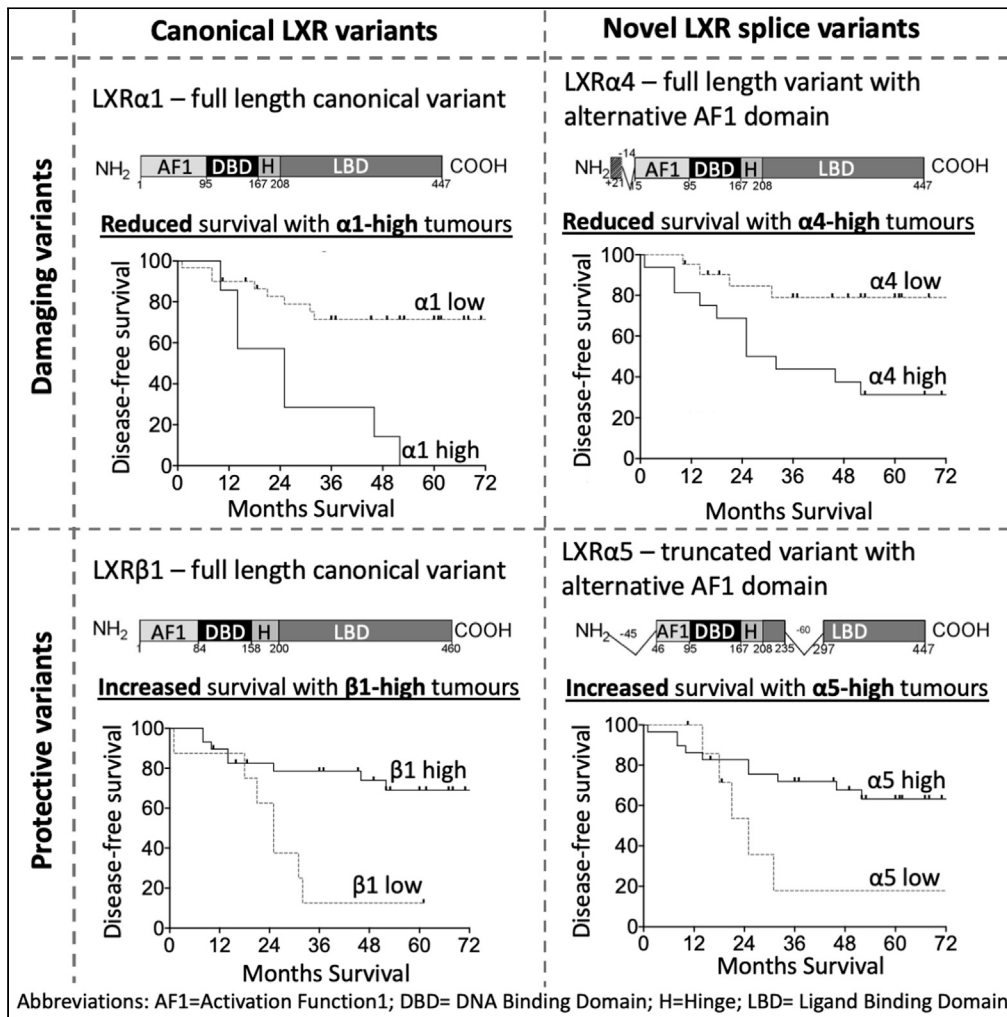 Canonical LXR variants
Novel LXR splice variants
Damaging variants
LXRα1 – full length canonical variant
NH2 AF1 DBD H LBD COOH
1 95 167 208 447
Reduced survival with α1-high tumours
Disease-free survival
100
80
60
40
20
0
α1 low
α1 high
0 12 24 36 48 60 72
Months Survival
LXRα4 – full length variant with
alternative AF1 domain
-14
NH2 AF1 DBD H LBD COOH
+21 15 95 167 208 447
Reduced survival with α4-high tumours
Disease-free survival
100
80
60
40
20
0
α4 low
α4 high
0 12 24 36 48 60 72
Months Survival
Protective variants
LXRβ1 – full length canonical variant
NH2 AF1 DBD H LBD COOH
1 84 158 200 460
Increased survival with β1-high tumours
Disease-free survival
100
80
60
40
20
0
β1 high
β1 low
0 12 24 36 48 60 72
Months Survival
LXRα5 – truncated variant with
alternative AF1 domain
NH2 -45 AF1 DBD H -60 LBD COOH
46 95 167 208 235 297 447
Increased survival with α5-high tumours
Disease-free survival
100
80
60
40
20
0
α5 high
α5 low
0 12 24 36 48 60 72
Months Survival
Abbreviations: AF1=Activation Function1; DBD= DNA Binding Domain; H=Hinge; LBD= Ligand Binding Domain